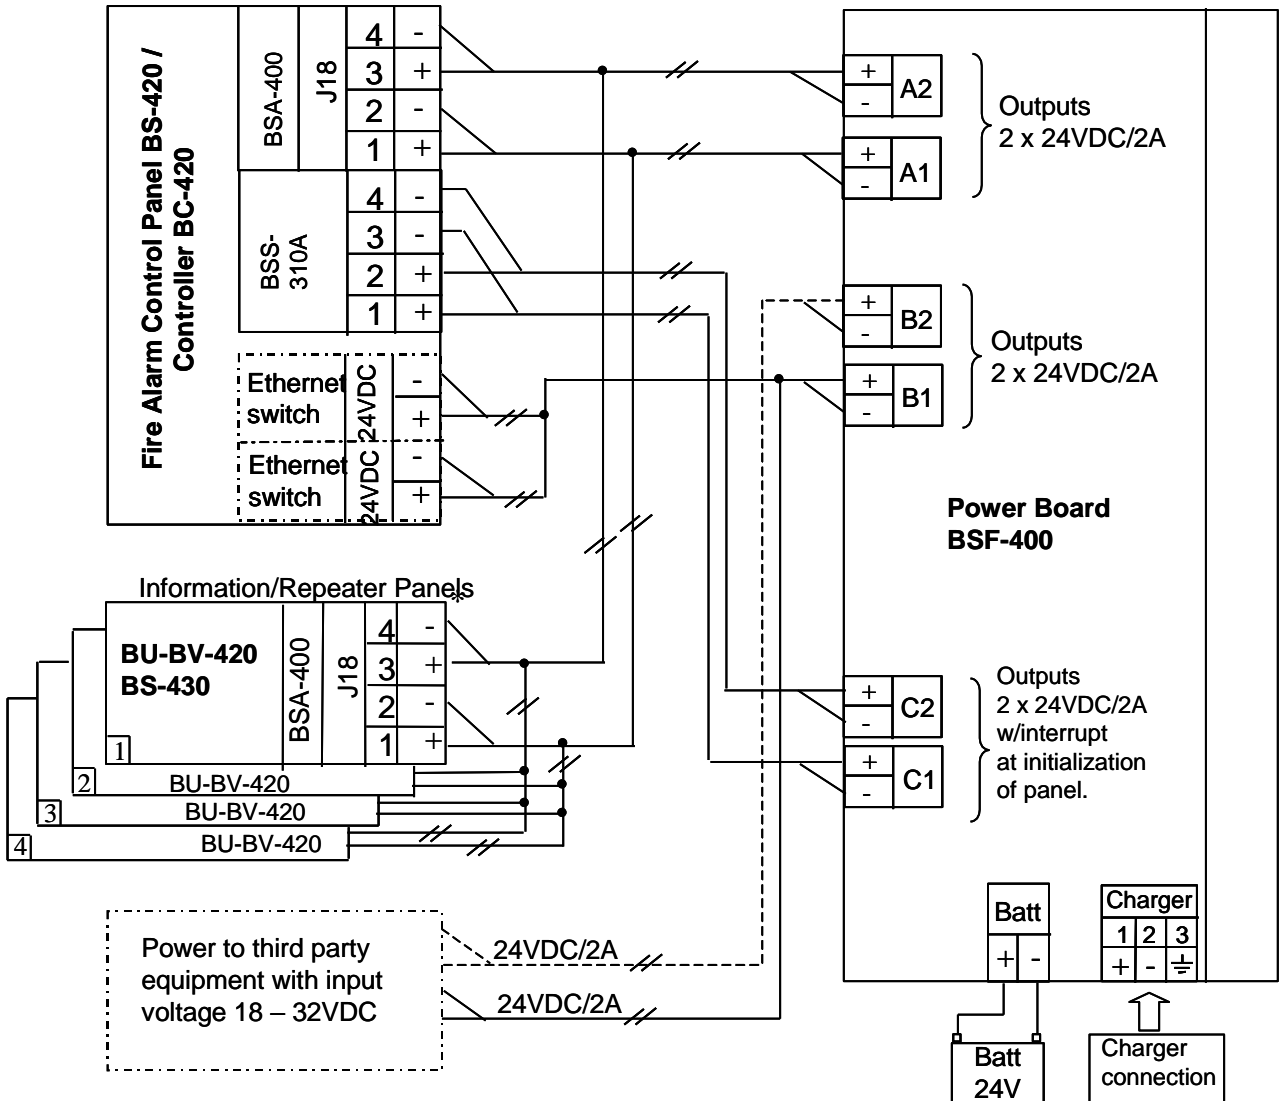 Fire Alarm Control Panel BS-420 /
Controller BC-420
BSA-400
J18
4 -
3 +
2 -
1 +
BSS-
310A
4 -
3 -
2 +
1 +
Ethernet
switch
24VDC
-
+
Ethernet
switch
24VDC
-
+
+
-
A2
+
-
A1
Outputs
2 x 24VDC/2A
+
-
B2
+
-
B1
Outputs
2 x 24VDC/2A
Power Board
BSF-400
Information/Repeater Panels
*
BU-BV-420
BS-430
BSA-400
J18
4 -
3 +
2 -
1 +
1
2
BU-BV-420
3
BU-BV-420
4
BU-BV-420
+
-
C2
+
-
C1
Outputs
2 x 24VDC/2A
w/interrupt
at initialization
of panel.
Power to third party
equipment with input
voltage 18 – 32VDC
24VDC/2A
24VDC/2A
Batt
+ -
Charger
1 2 3
+ - ⏚
Batt
24V
Charger
connection